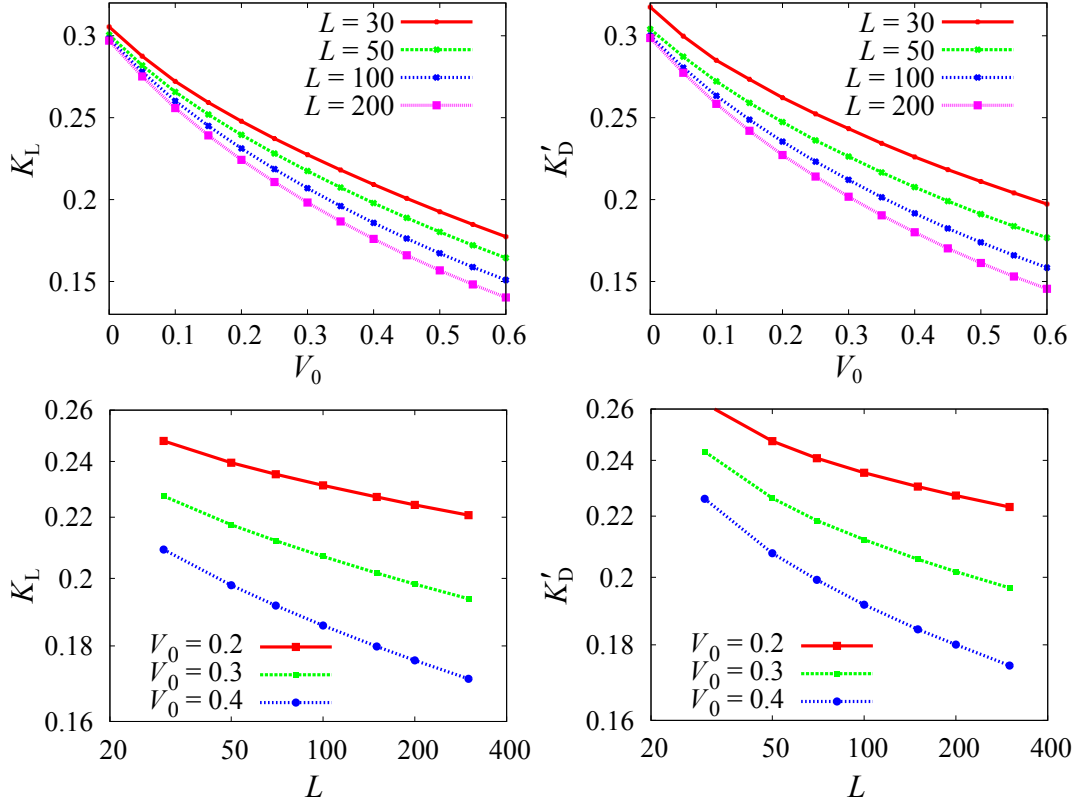 L = 30
L = 50
L = 100
L = 200
K_L
0.3
0.25
0.2
0.15
0 0.1 0.2 0.3 0.4 0.5 0.6
V_0
L = 30
L = 50
L = 100
L = 200
K′_D
0.3
0.25
0.2
0.15
0 0.1 0.2 0.3 0.4 0.5 0.6
V_0
K_L
0.26
0.24
0.22
0.2
0.18
0.16
V_0 = 0.2
V_0 = 0.3
V_0 = 0.4
20 50 100 200 400
L
K′_D
0.26
0.24
0.22
0.2
0.18
0.16
V_0 = 0.2
V_0 = 0.3
V_0 = 0.4
20 50 100 200 400
L